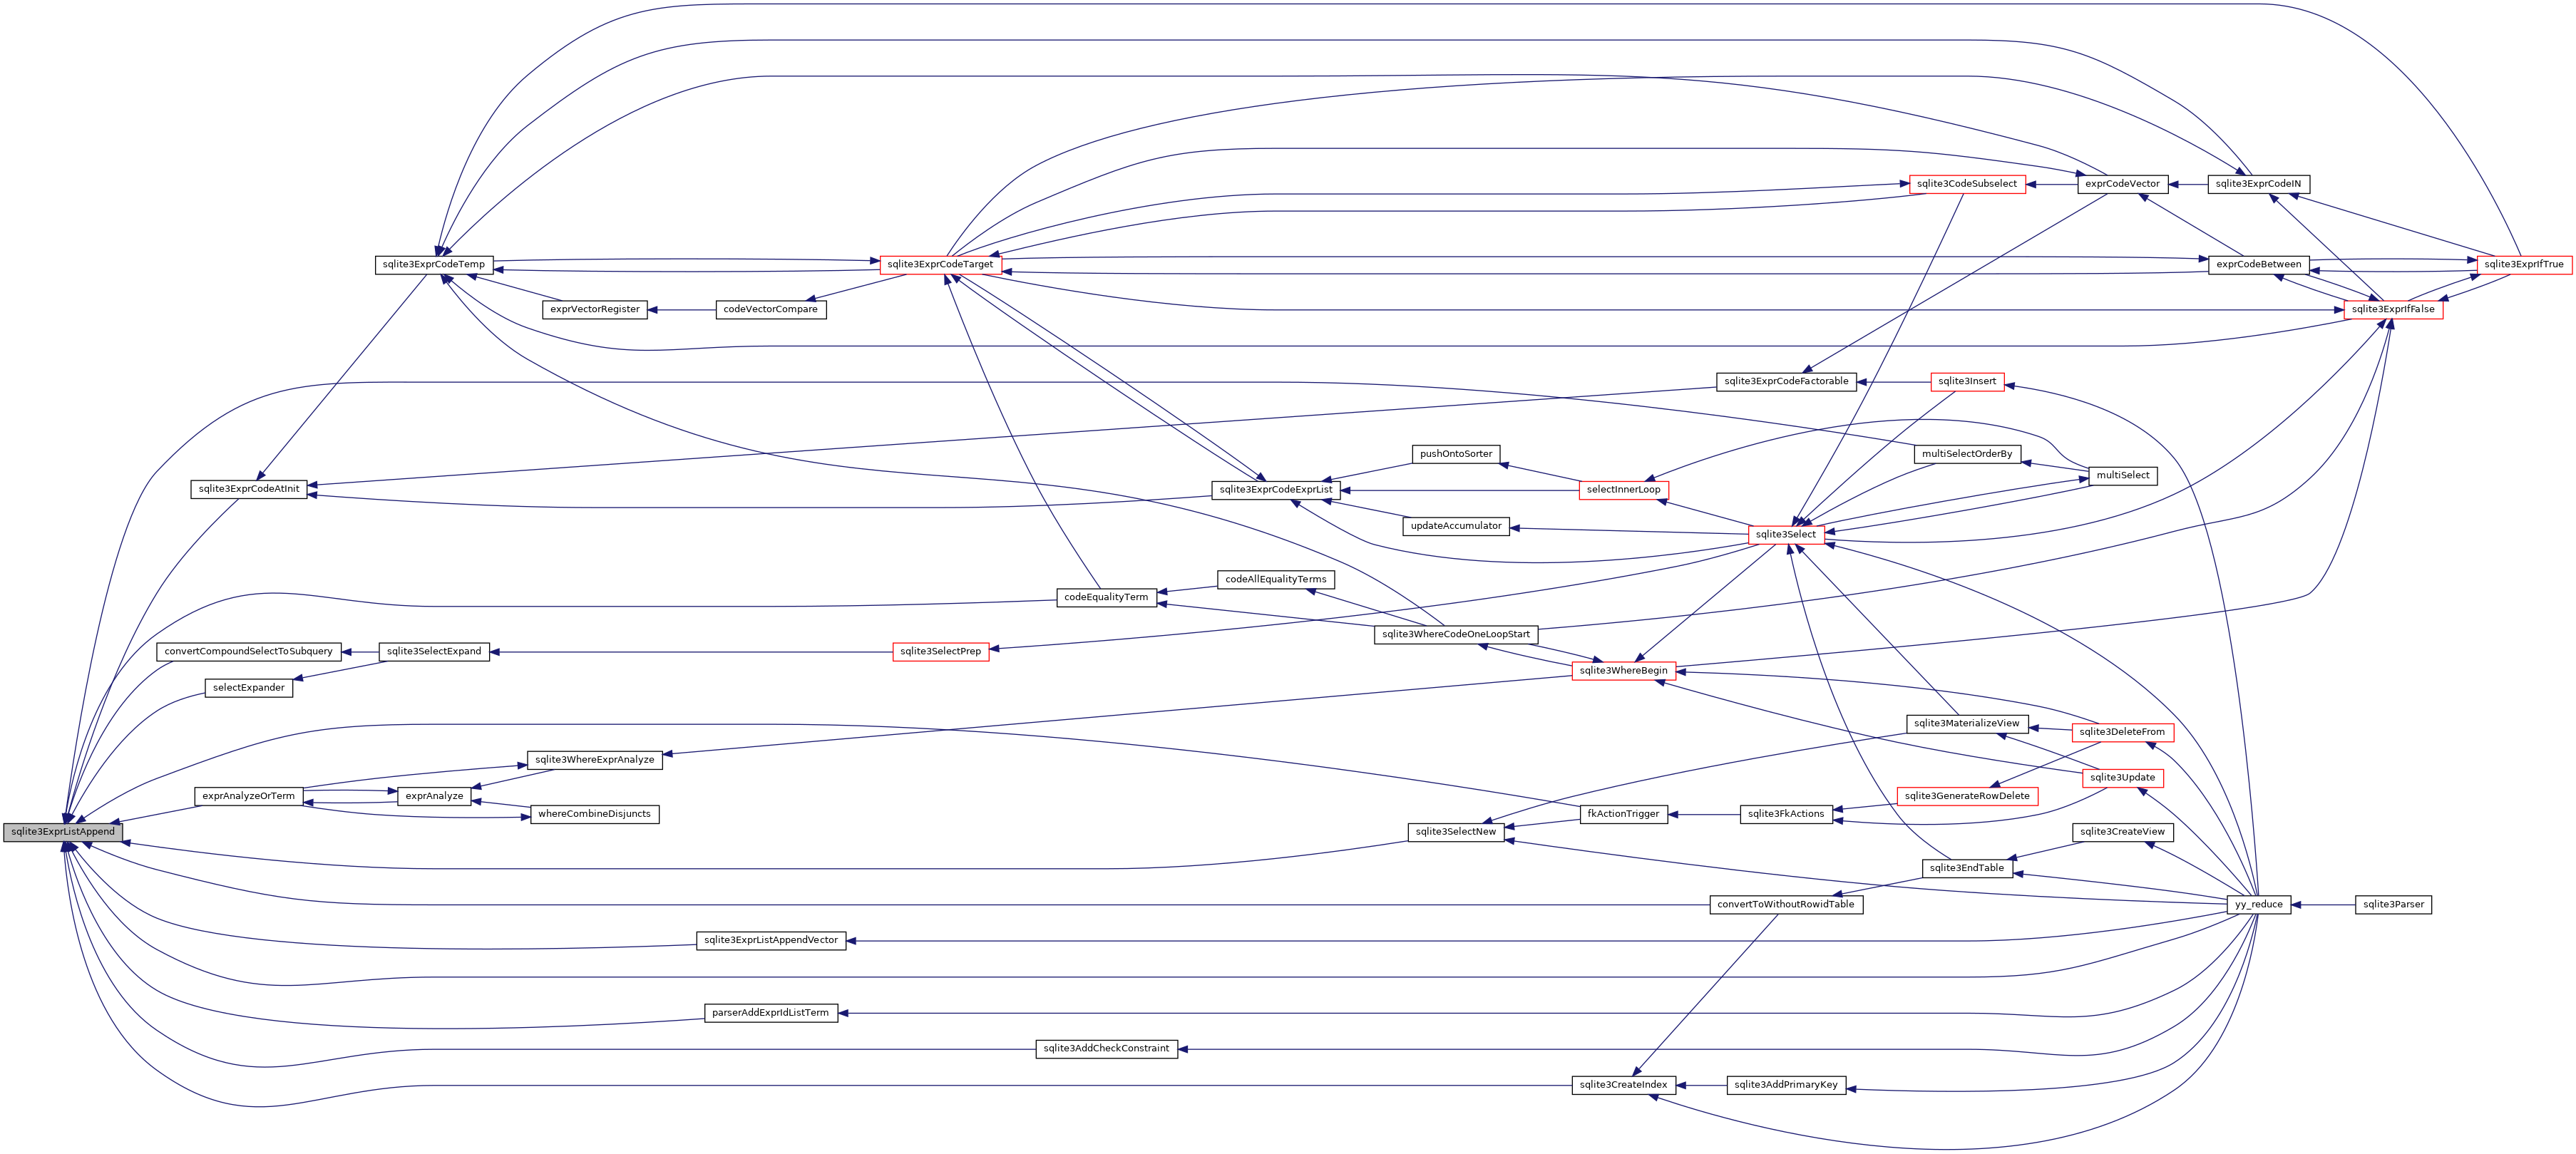 sqlite3CodeSubselect
exprCodeVector
sqlite3ExprCodeIN
sqlite3ExprCodeTemp
sqlite3ExprCodeTarget
exprCodeBetween
sqlite3ExprIfTrue
exprVectorRegister
codeVectorCompare
sqlite3ExprIfFalse
sqlite3ExprCodeFactorable
sqlite3Insert
pushOntoSorter
multiSelectOrderBy
multiSelect
sqlite3ExprCodeAtInit
sqlite3ExprCodeExprList
selectInnerLoop
updateAccumulator
sqlite3Select
codeAllEqualityTerms
codeEqualityTerm
sqlite3WhereCodeOneLoopStart
convertCompoundSelectToSubquery
sqlite3SelectExpand
sqlite3SelectPrep
sqlite3WhereBegin
selectExpander
sqlite3MaterializeView
sqlite3DeleteFrom
sqlite3WhereExprAnalyze
sqlite3Update
exprAnalyzeOrTerm
exprAnalyze
sqlite3GenerateRowDelete
whereCombineDisjuncts
fkActionTrigger
sqlite3FkActions
sqlite3ExprListAppend
sqlite3SelectNew
sqlite3CreateView
sqlite3EndTable
convertToWithoutRowidTable
yy_reduce
sqlite3Parser
sqlite3ExprListAppendVector
parserAddExprIdListTerm
sqlite3AddCheckConstraint
sqlite3CreateIndex
sqlite3AddPrimaryKey